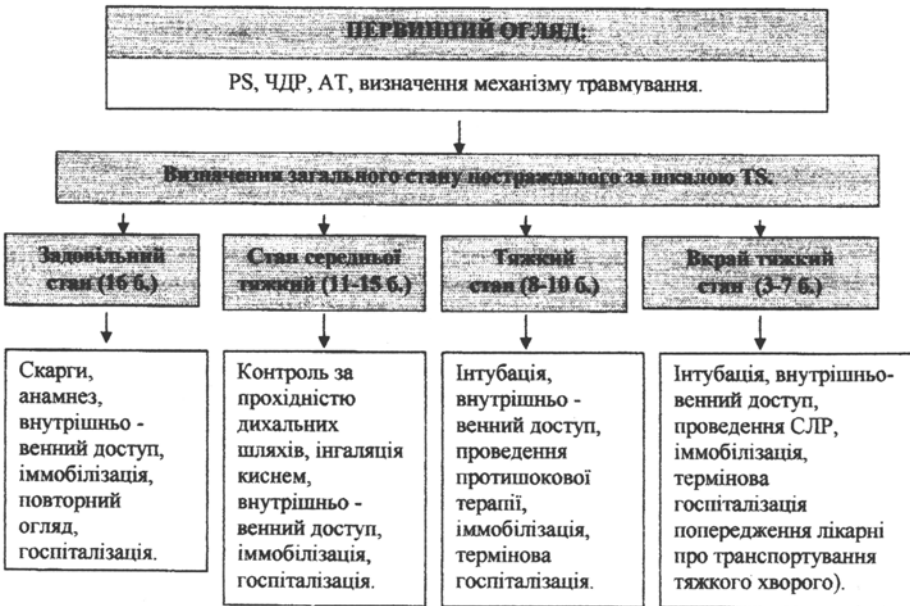 ПЕРВИННИЙ ОГЛЯД:
PS, ЧДР, АТ, визначення механізму травмування.
Визначення загального стану постраждалого за шкалою TS.
Задовільний
стан (16 б.)
Скарги,
анамнез,
внутрішньо -
венний доступ,
іммобілізація,
повторний
огляд,
госпіталізація.
Стан середньої
тяжкий (11-15 б.)
Контроль за
прохідністю
дихальних
шляхів, інгаляція
киснем,
внутрішньо -
венний доступ,
іммобілізація,
госпіталізація.
Тяжкий
стан (8-10 б.)
Інтубація,
внутрішньо -
венний доступ,
проведення
протишокової
терапії,
іммобілізація,
термінова
госпіталізація.
Вкрай тяжкий
стан (3-7 б.)
Інтубація, внутрішньо-
венний доступ,
проведення СЛР,
іммобілізація,
термінова
госпіталізація
попередження лікарні
про транспортування
тяжкого хворого).